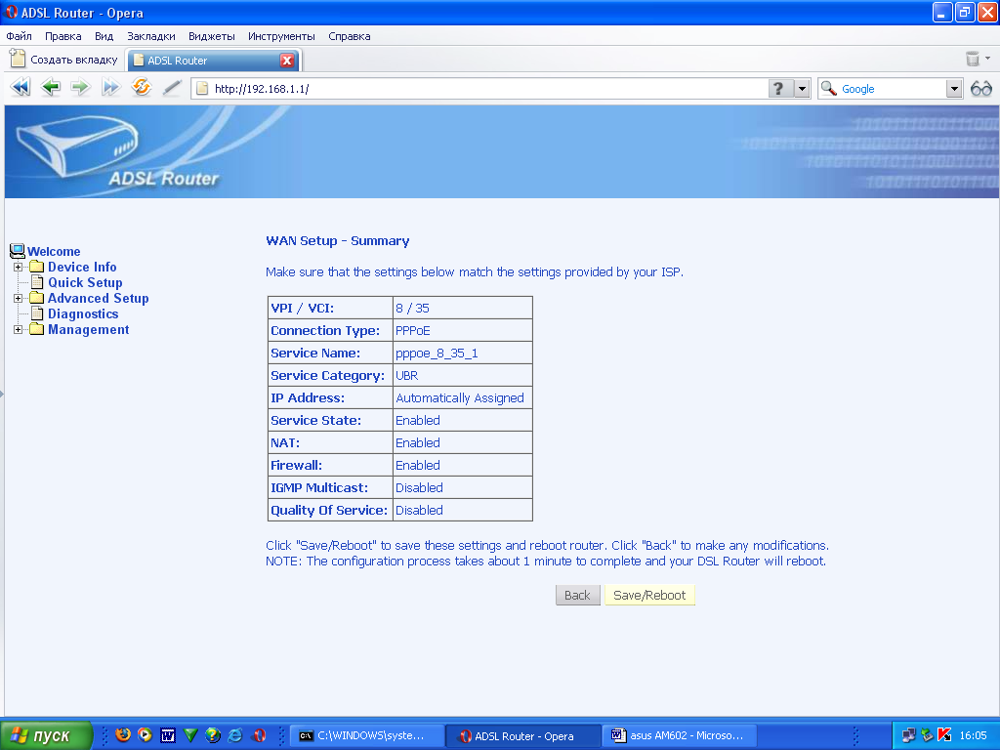 ADSL Router - Opera
Файл Правка Вид Закладки Виджеты Инструменты Справка
Создать вкладку ADSL Router
http://192.168.1.1/ ? Google
ADSL Router
WAN Setup - Summary
Make sure that the settings below match the settings provided by your ISP.
Welcome
Device Info
Quick Setup
Advanced Setup
Diagnostics
Management
VPI / VCI: 8 / 35
Connection Type: PPPoE
Service Name: pppoe_8_35_1
Service Category: UBR
IP Address: Automatically Assigned
Service State: Enabled
NAT: Enabled
Firewall: Enabled
IGMP Multicast: Disabled
Quality Of Service: Disabled
Click "Save/Reboot" to save these settings and reboot router. Click "Back" to make any modifications.
NOTE: The configuration process takes about 1 minute to complete and your DSL Router will reboot.
Back Save/Reboot
пуск C:\WINDOWS\syste... ADSL Router - Opera asus AM602 - Microso... 16:05